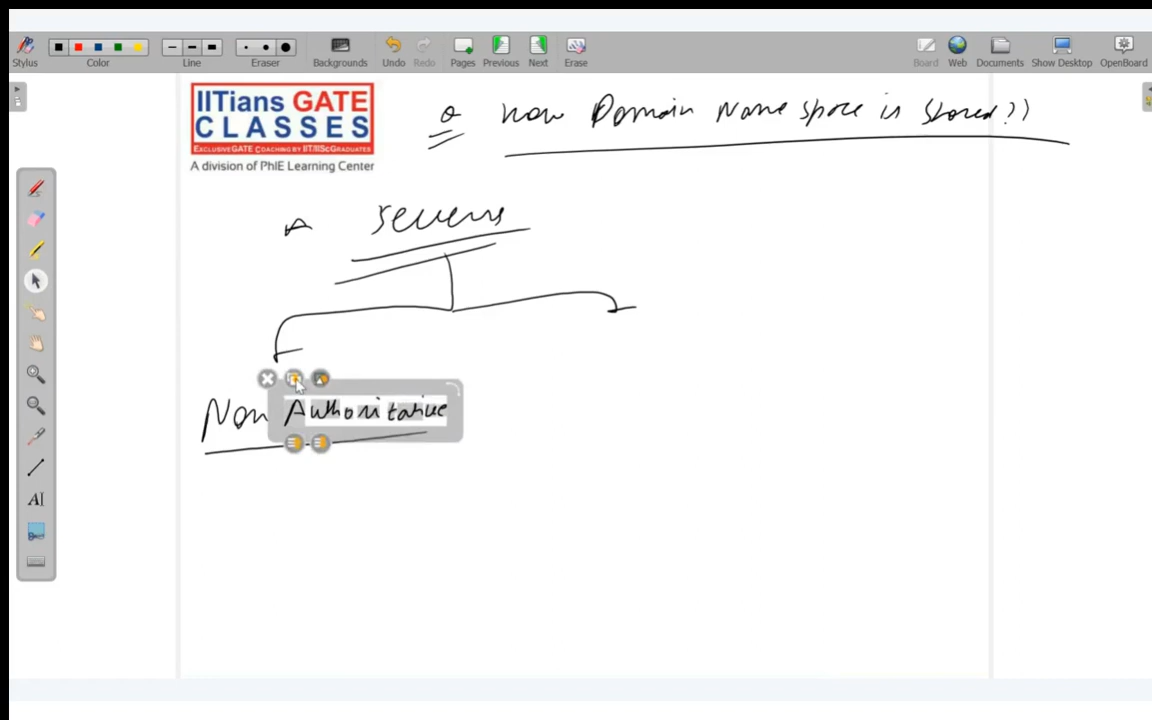 Stylus
Color
Line
Eraser
Backgrounds
Undo
Redo
Pages
Previous
Next
Erase
Board
Web
Documents
Show Desktop
OpenBoard
IITians GATE
CLASSES
EXCLUSIVE GATE COACHING BY IIT/IISc GRADUATES
A division of PhIE Learning Center
Q How Domain Name Space is Stored??
A servers
Non Authoritative
AI